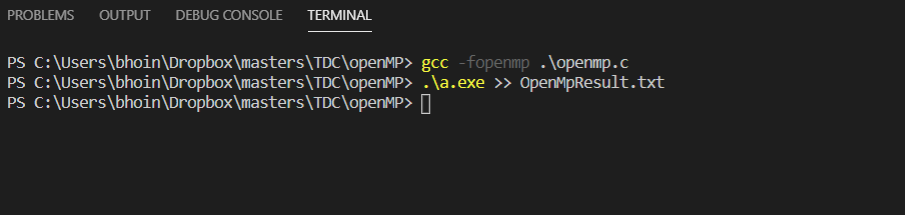 PROBLEMS OUTPUT DEBUG CONSOLE TERMINAL
PS C:\Users\bhoin\Dropbox\masters\TDC\openMP> gcc -fopenmp .\openmp.c
PS C:\Users\bhoin\Dropbox\masters\TDC\openMP> .\a.exe >> OpenMpResult.txt
PS C:\Users\bhoin\Dropbox\masters\TDC\openMP>